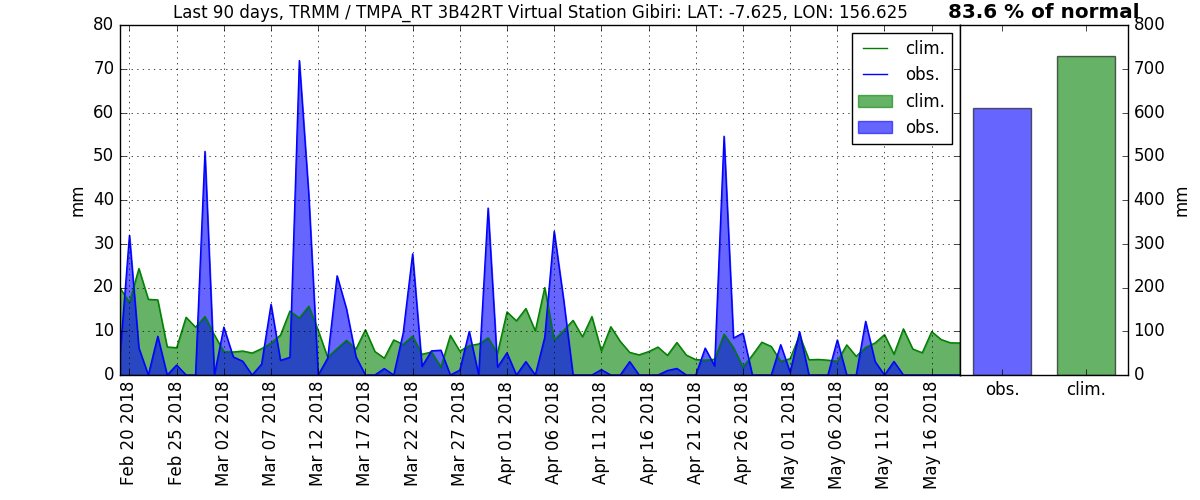 Last 90 days, TRMM / TMPA_RT 3B42RT Virtual Station Gibiri: LAT: -7.625, LON: 156.625
83.6 % of normal
80
70
60
50
40
30
20
10
0
mm
clim.
obs.
clim.
obs.
800
700
600
500
400
300
200
100
0
mm
obs.
clim.
Feb 20 2018
Feb 25 2018
Mar 02 2018
Mar 07 2018
Mar 12 2018
Mar 17 2018
Mar 22 2018
Mar 27 2018
Apr 01 2018
Apr 06 2018
Apr 11 2018
Apr 16 2018
Apr 21 2018
Apr 26 2018
May 01 2018
May 06 2018
May 11 2018
May 16 2018